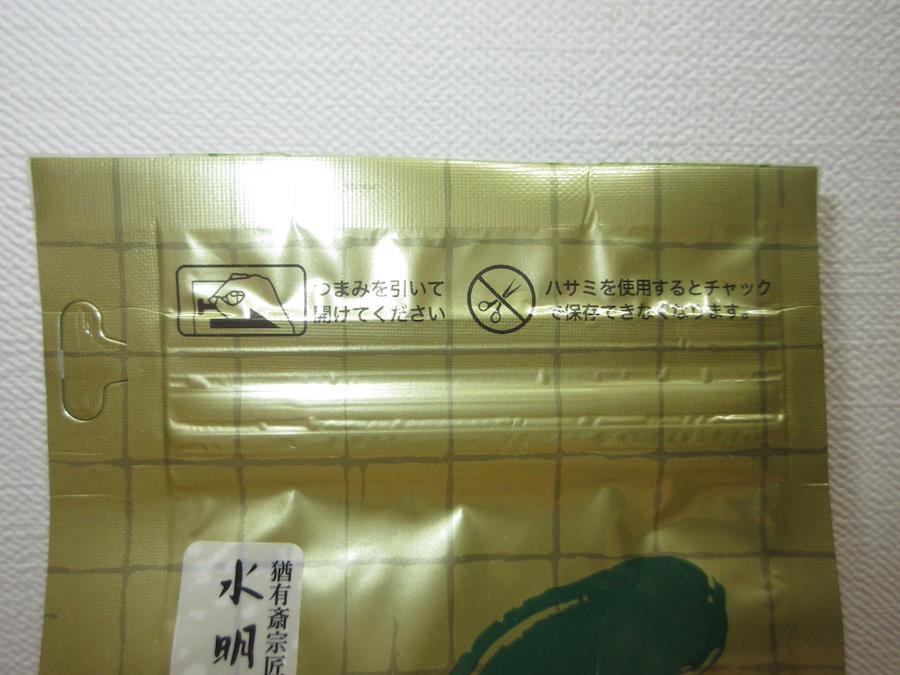 つまみを引いて
開けてください
ハサミを使用するとチャック
で保存できなくなります。
猶有斎宗匠
水明